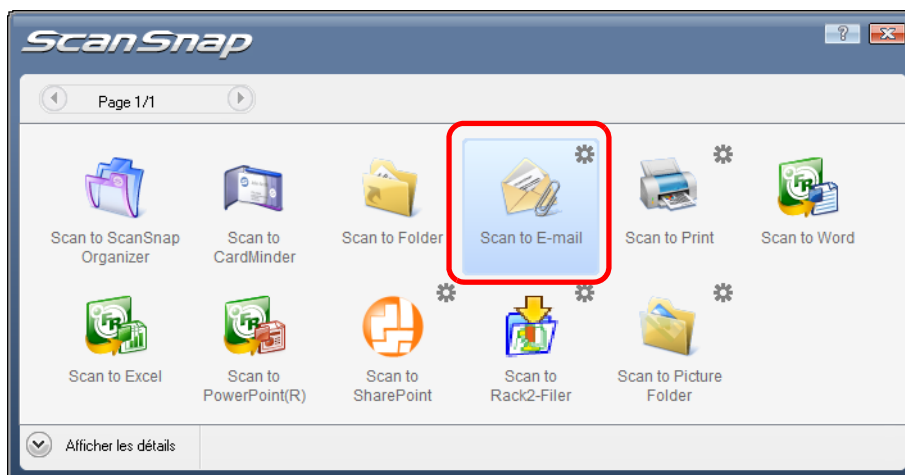 ScanSnap
Page 1/1
Scan to ScanSnap
Organizer
Scan to
CardMinder
Scan to Folder
Scan to E-mail
Scan to Print
Scan to Word
Scan to Excel
Scan to
PowerPoint(R)
Scan to
SharePoint
Scan to
Rack2-Filer
Scan to Picture
Folder
Afficher les détails